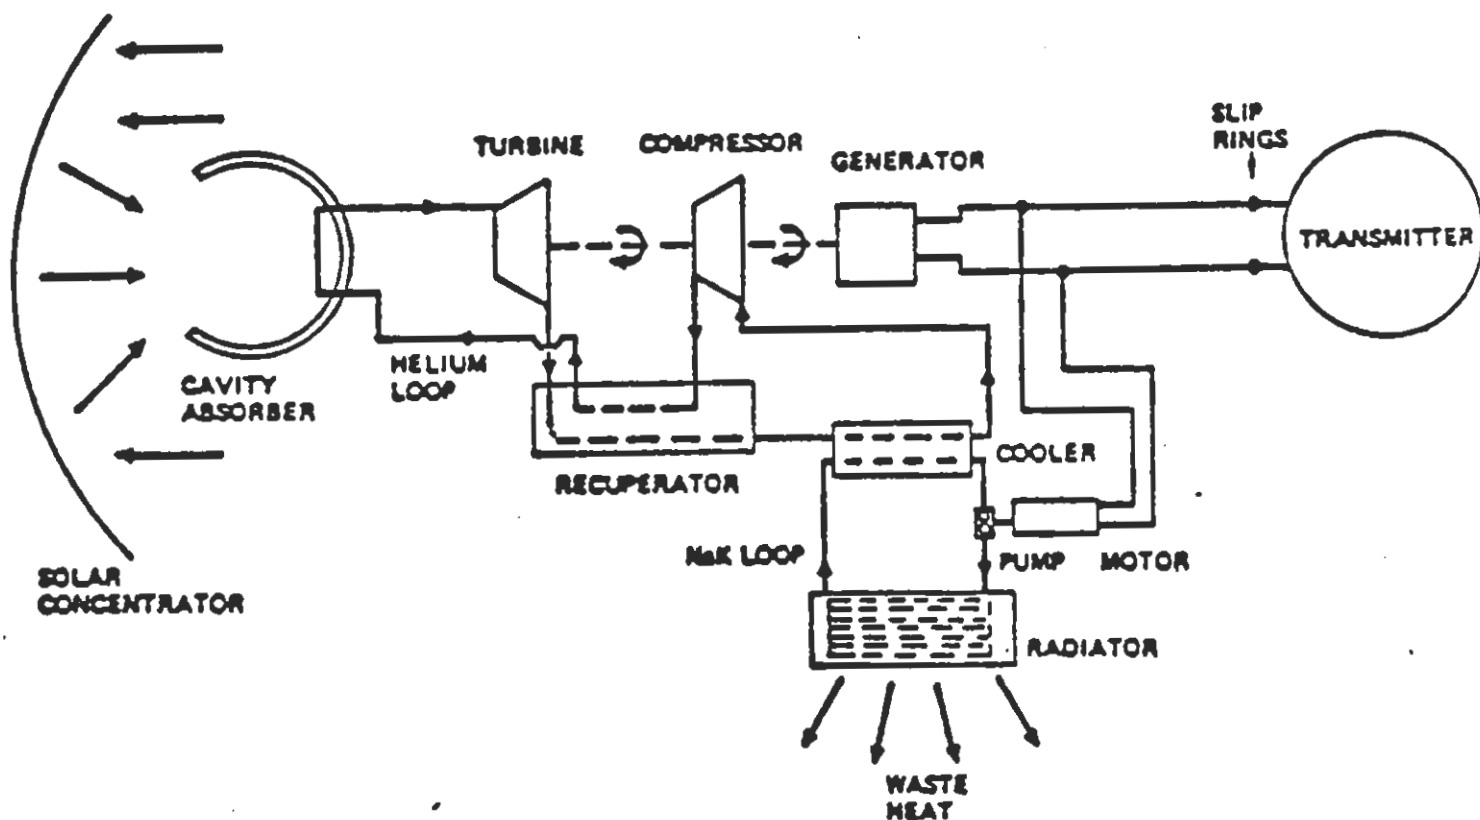 SLIP
RINGS
TURBINE
COMPRESSOR
GENERATOR
TRANSMITTER
HELIUM
LOOP
CAVITY
ABSORBER
COOLER
RECUPERATOR
NaK LOOP
PUMP
MOTOR
SOLAR
CONCENTRATOR
RADIATOR
WASTE
HEAT